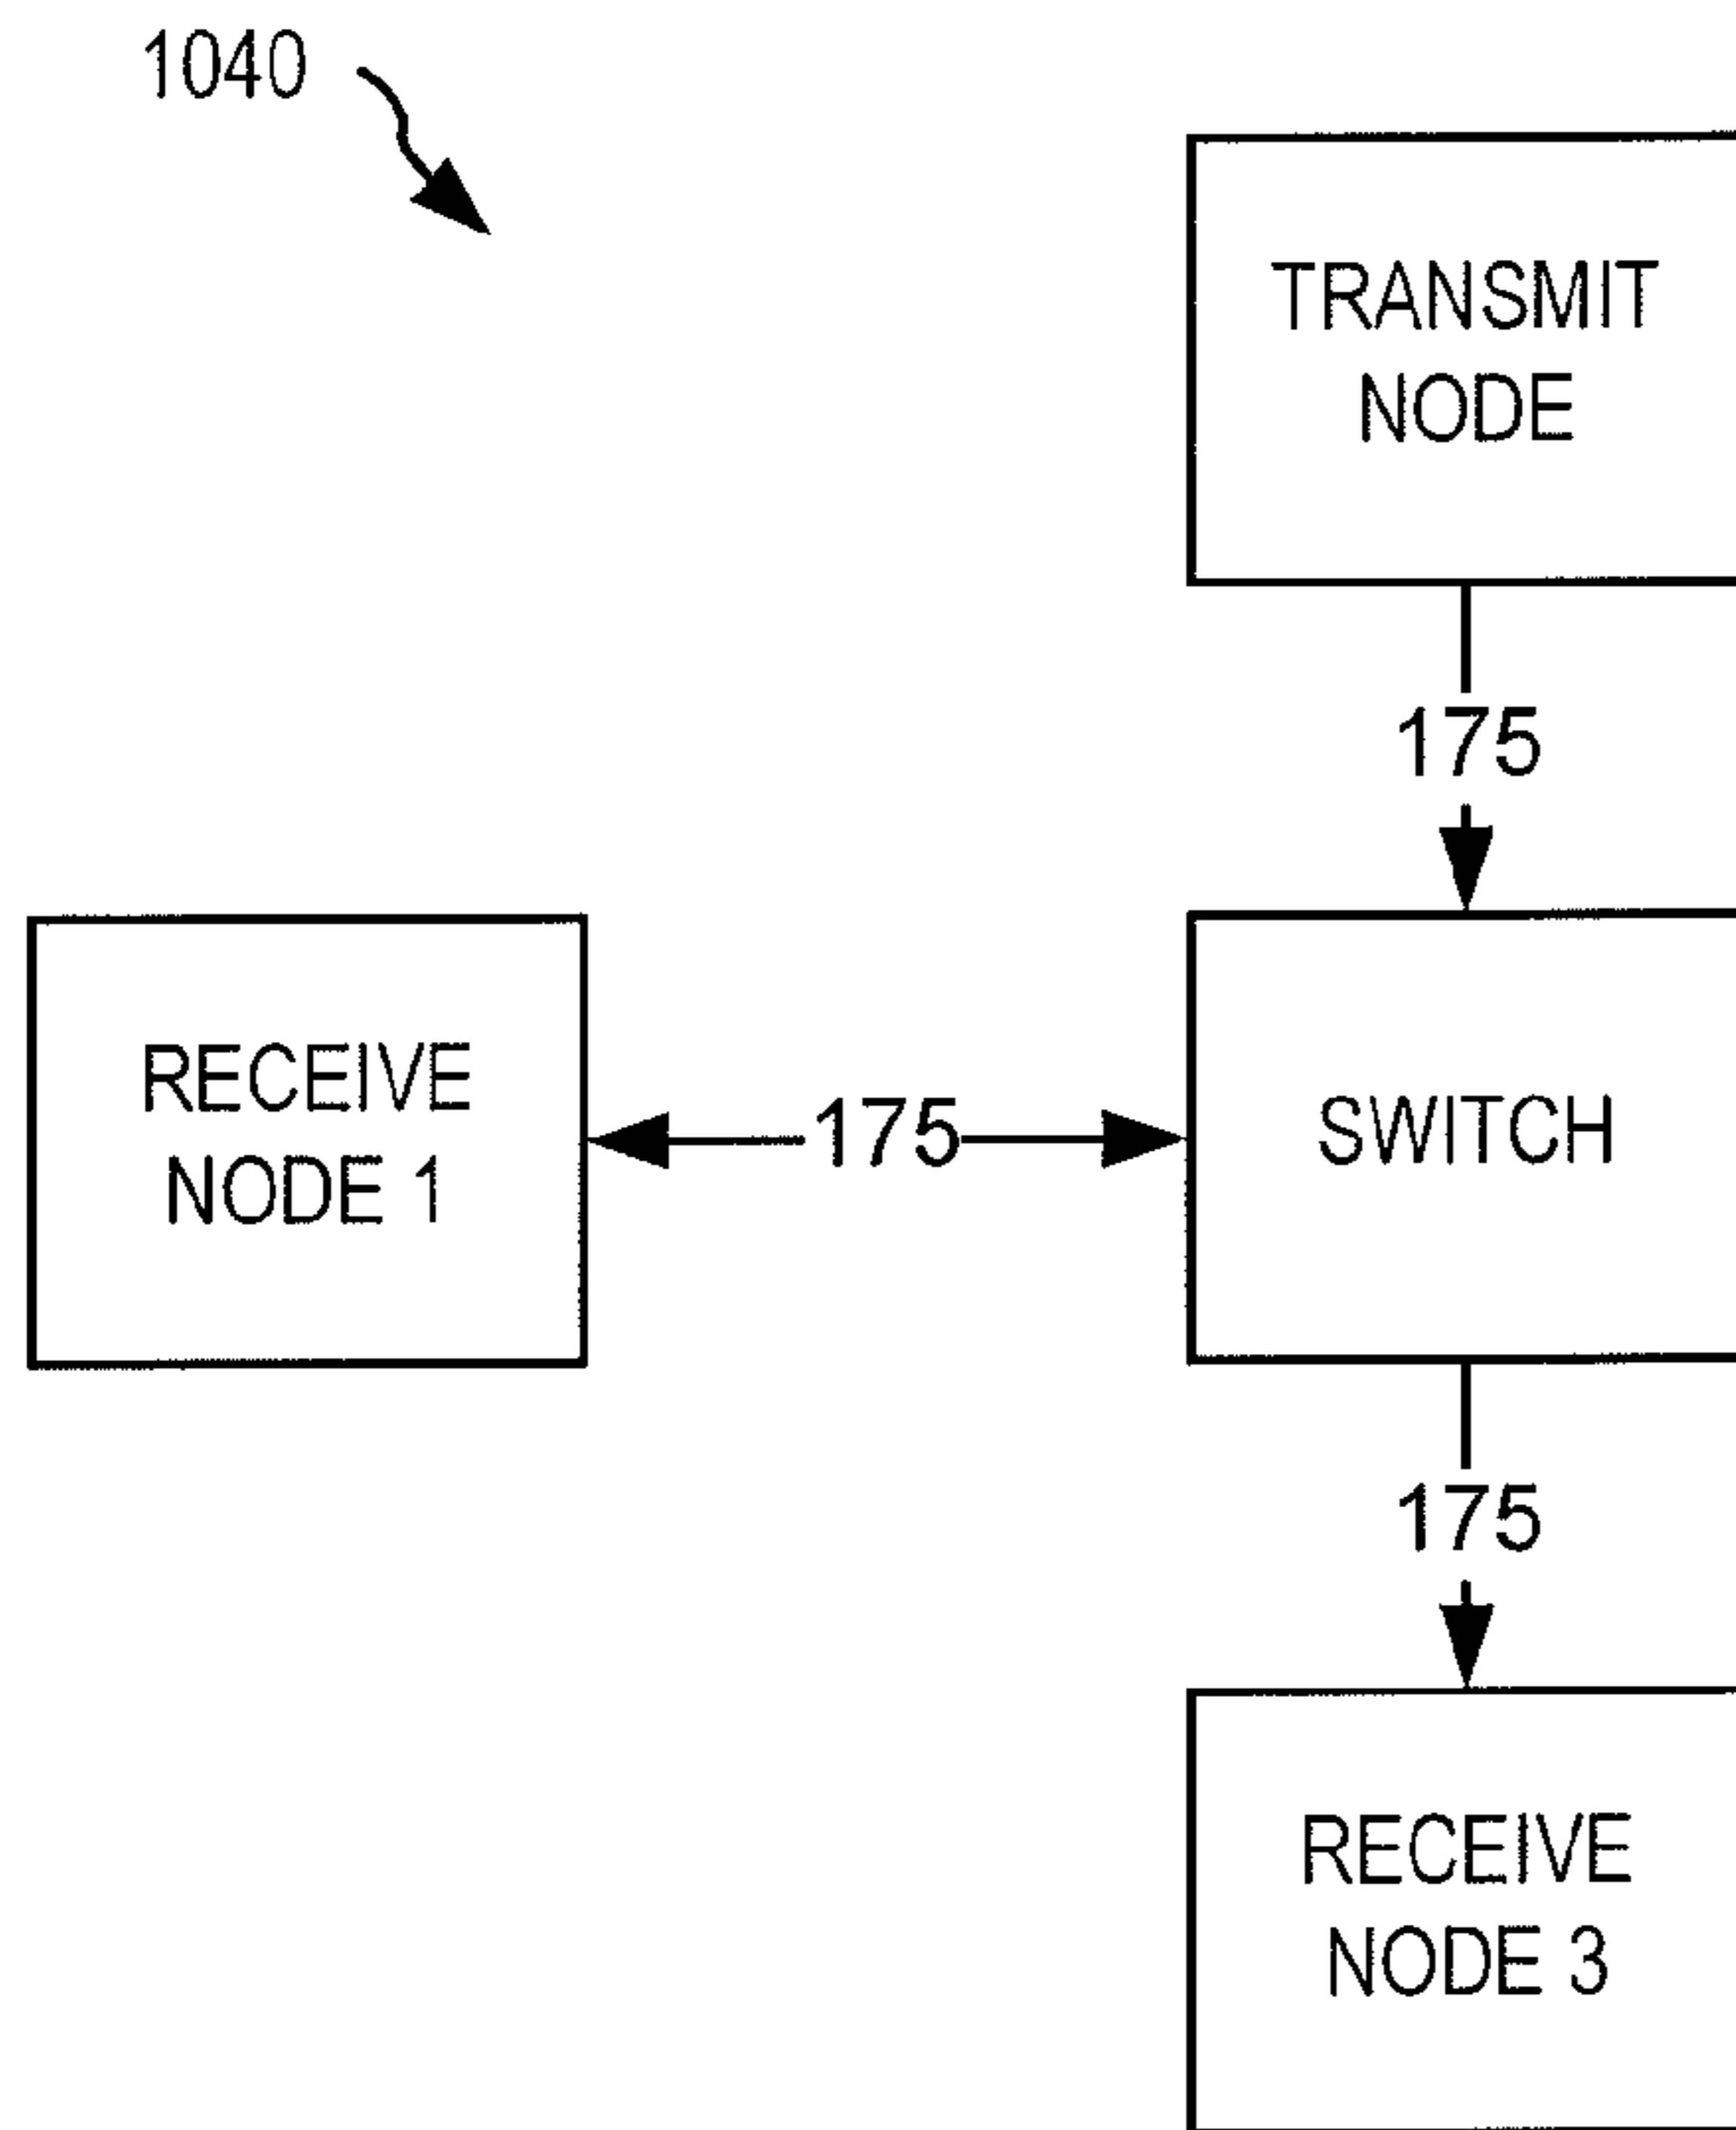 1040
TRANSMIT
NODE
175
RECEIVE
NODE 1
175
SWITCH
175
RECEIVE
NODE 3